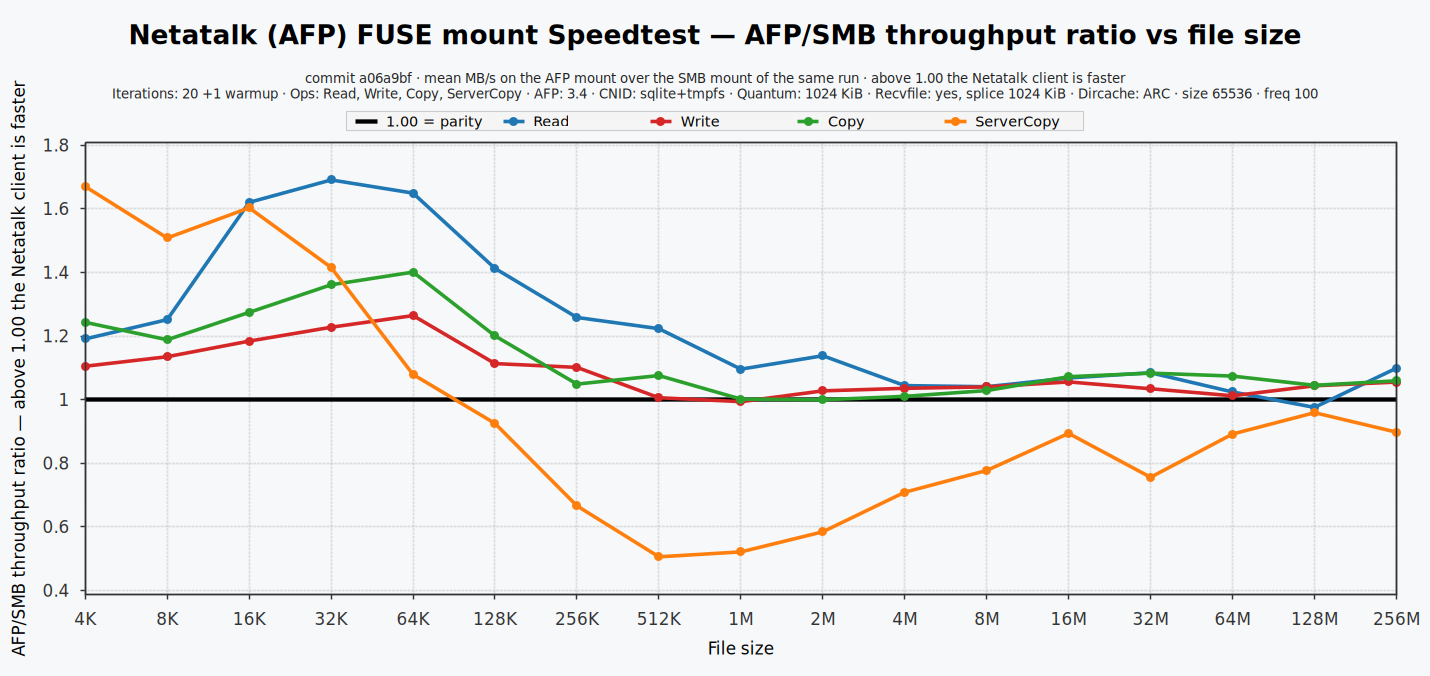 Netatalk (AFP) FUSE mount Speedtest — AFP/SMB throughput ratio vs file size
commit a06a9bf · mean MB/s on the AFP mount over the SMB mount of the same run · above 1.00 the Netatalk client is faster
Iterations: 20 +1 warmup · Ops: Read, Write, Copy, ServerCopy · AFP: 3.4 · CNID: sqlite+tmpfs · Quantum: 1024 KiB · Recvfile: yes, splice 1024 KiB · Dircache: ARC · size 65536 · freq 100
1.00 = parity Read Write Copy ServerCopy
AFP/SMB throughput ratio — above 1.00 the Netatalk client is faster
1.8
1.6
1.4
1.2
1
0.8
0.6
0.4
4K 8K 16K 32K 64K 128K 256K 512K 1M 2M 4M 8M 16M 32M 64M 128M 256M
File size